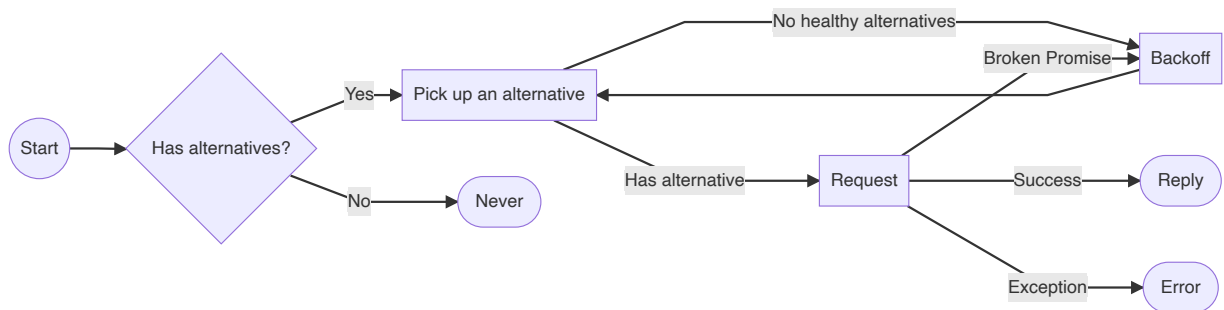 No healthy alternatives
Broken Promise
Backoff
Yes
Pick up an alternative
Start
Has alternatives?
Has alternative
Request
Success
Reply
No
Never
Exception
Error